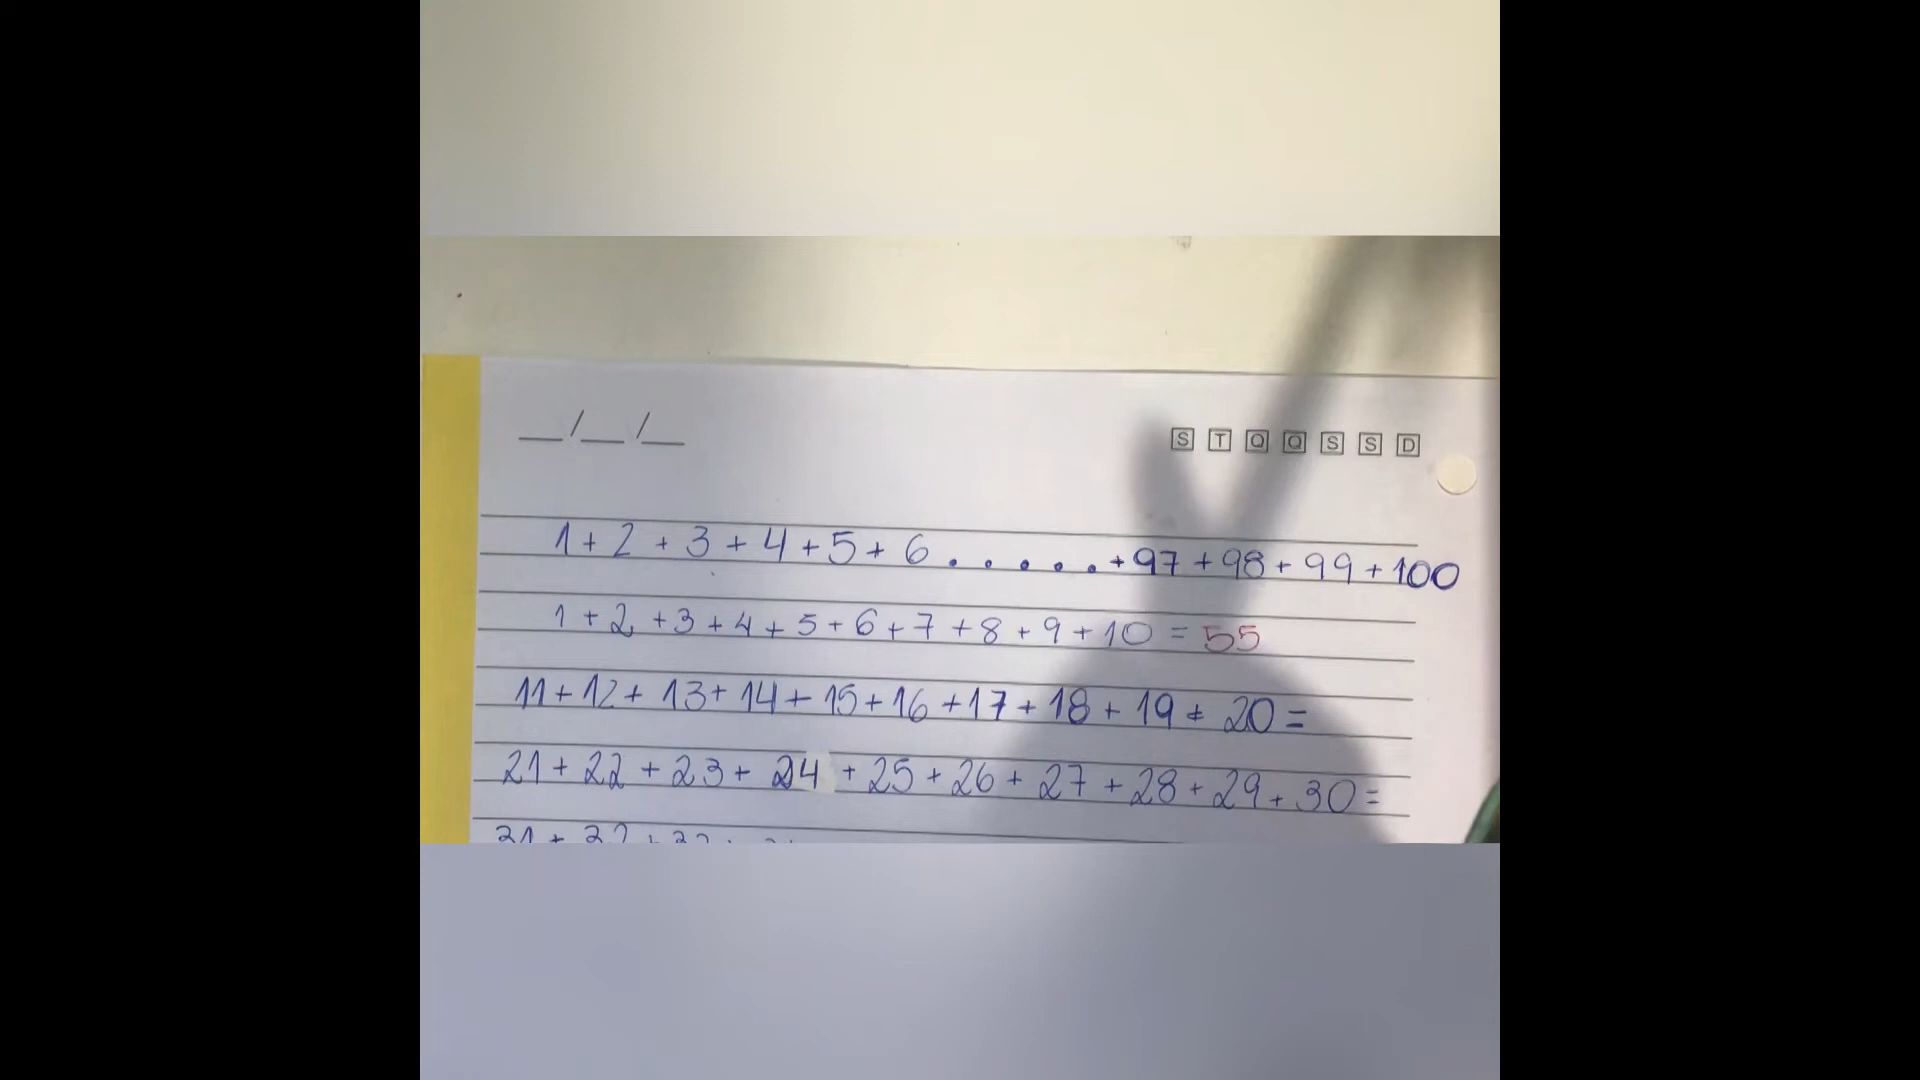 __/__/__
S T Q Q S S D
1 + 2 + 3 + 4 + 5 + 6 . . . . . + 97 + 98 + 99 + 100
1 + 2 + 3 + 4 + 5 + 6 + 7 + 8 + 9 + 10 = 55
11 + 12 + 13 + 14 + 15 + 16 + 17 + 18 + 19 + 20 =
21 + 22 + 23 + 24 + 25 + 26 + 27 + 28 + 29 + 30 =